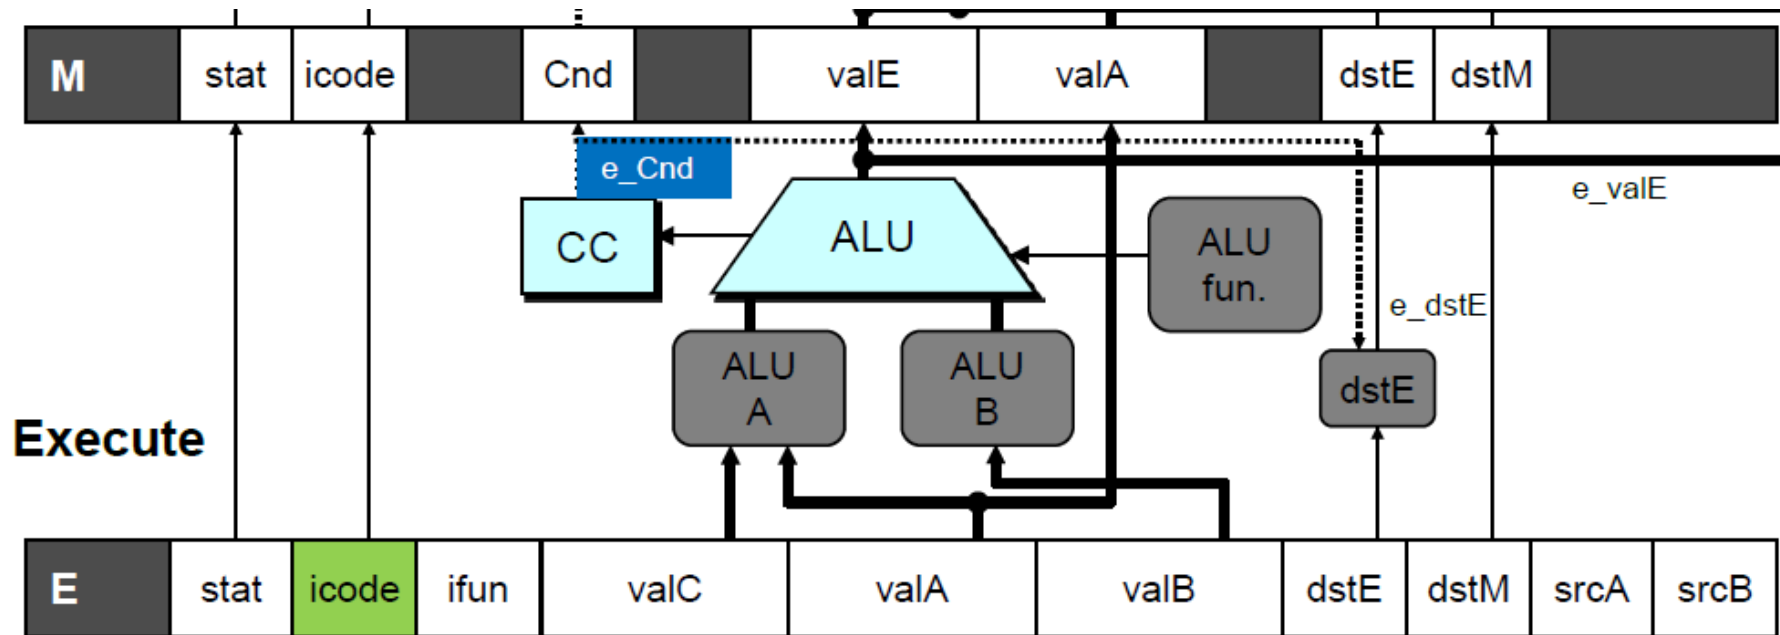 M stat icode Cnd valE valA dstE dstM
e_Cnd
e_valE
CC
ALU
ALU
fun.
e_dstE
ALU
A
ALU
B
dstE
Execute
E stat icode ifun valC valA valB dstE dstM srcA srcB